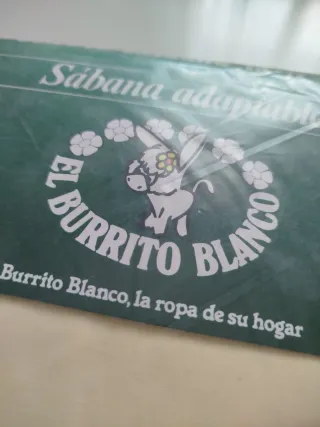 Sábana adaptable
EL BURRITO BLANCO
Burrito Blanco, la ropa de su hogar